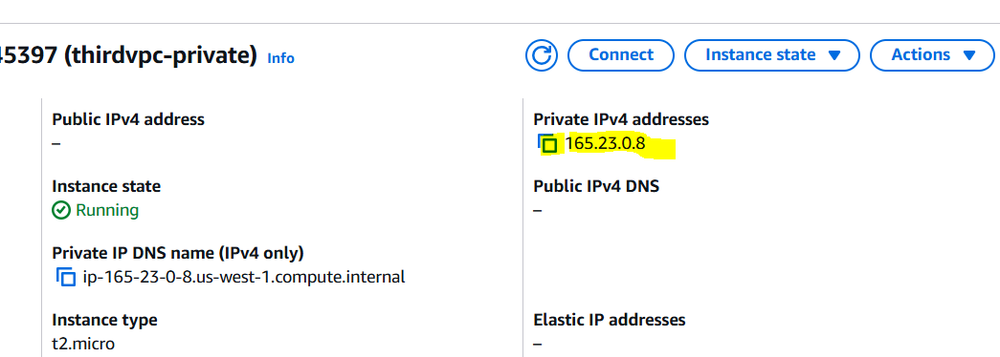 45397 (thirdvpc-private) Info
Connect
Instance state
Actions
Public IPv4 address
–
Private IPv4 addresses
165.23.0.8
Instance state
Running
Public IPv4 DNS
–
Private IP DNS name (IPv4 only)
ip-165-23-0-8.us-west-1.compute.internal
Instance type
t2.micro
Elastic IP addresses
–